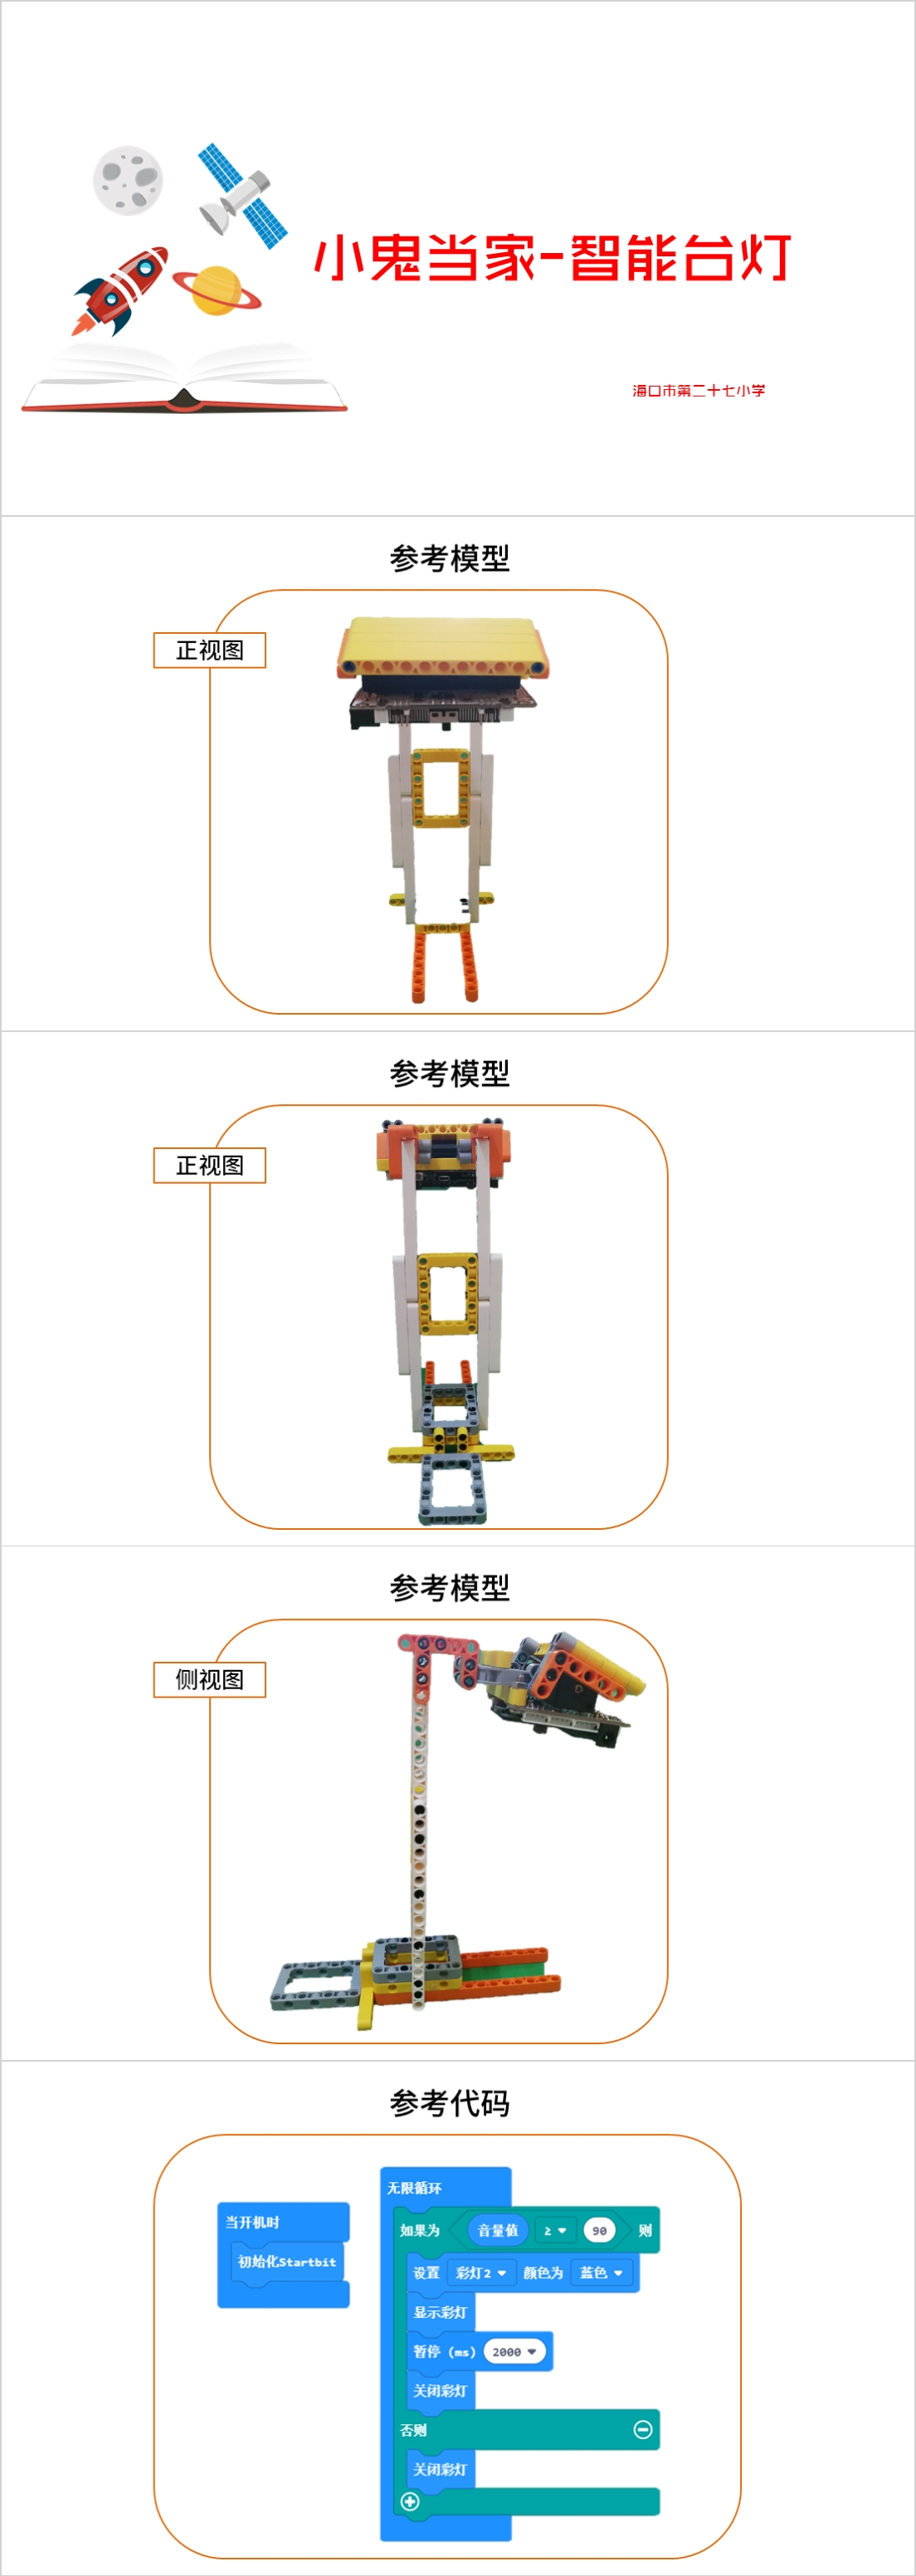 小鬼当家-智能台灯
海口市第二十七小学
参考模型
正视图
参考模型
正视图
参考模型
侧视图
参考代码
当开机时
初始化Startbit
无限循环
如果为 音量值 ≥ 90 则
设置 彩灯2 颜色为 蓝色
显示彩灯
暂停 (ms) 2000
关闭彩灯
否则
关闭彩灯